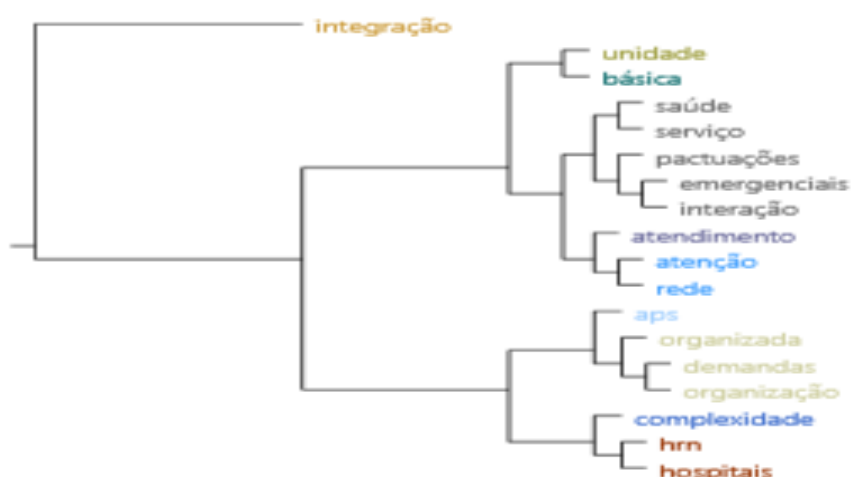 integração
unidade
básica
saúde
serviço
pactuações
emergenciais
interação
atendimento
atenção
rede
aps
organizada
demandas
organização
complexidade
hrn
hospitais